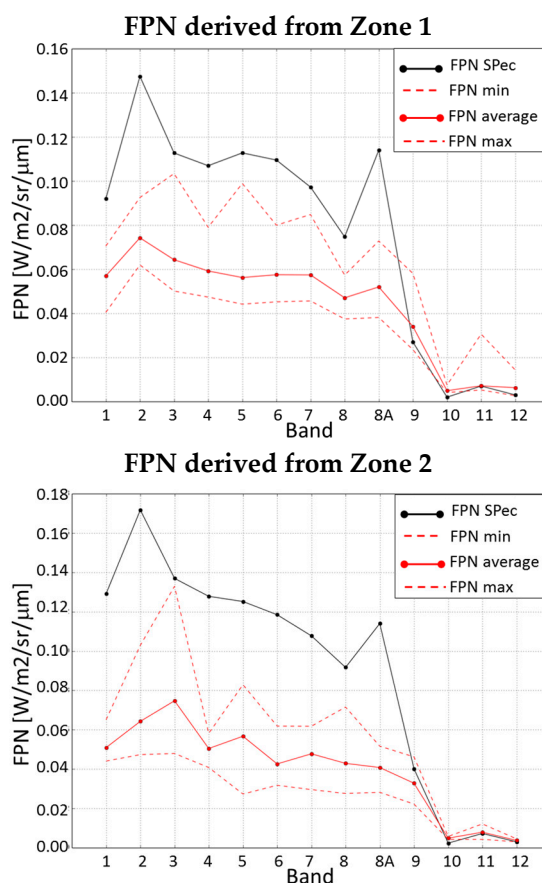 FPN derived from Zone 1
0.16
0.14
0.12
0.10
0.08
0.06
0.04
0.02
0.00
FPN [W/m2/sr/μm]
FPN SPec
FPN min
FPN average
FPN max
1 2 3 4 5 6 7 8 8A 9 10 11 12
Band
FPN derived from Zone 2
0.18
0.16
0.14
0.12
0.10
0.08
0.06
0.04
0.02
0.00
FPN [W/m2/sr/μm]
FPN SPec
FPN min
FPN average
FPN max
1 2 3 4 5 6 7 8 8A 9 10 11 12
Band